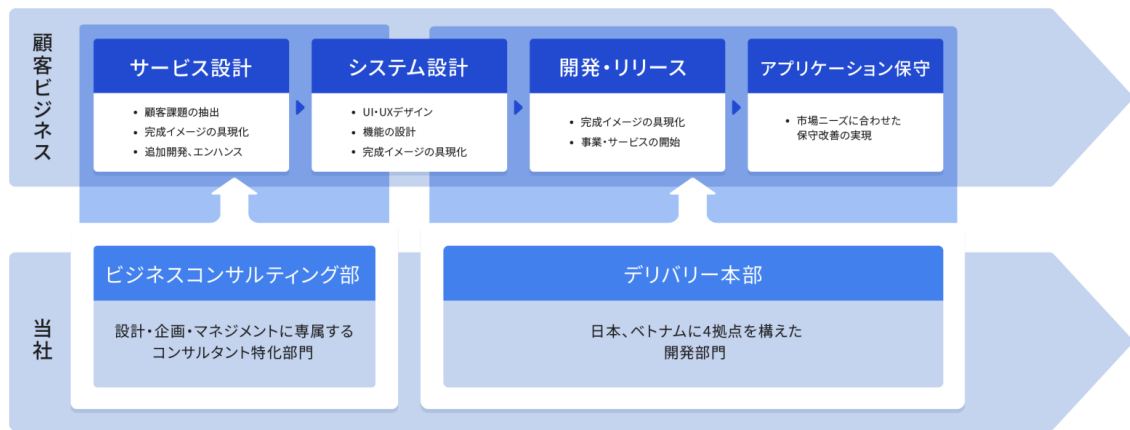 顧客ビジネス
サービス設計
• 顧客課題の抽出
• 完成イメージの具現化
• 追加開発、エンハンス
システム設計
• UI・UXデザイン
• 機能の設計
• 完成イメージの具現化
開発・リリース
• 完成イメージの具現化
• 事業・サービスの開始
アプリケーション保守
• 市場ニーズに合わせた
保守改善の実現
当社
ビジネスコンサルティング部
設計・企画・マネジメントに専属する
コンサルタント特化部門
デリバリー本部
日本、ベトナムに4拠点を構えた
開発部門